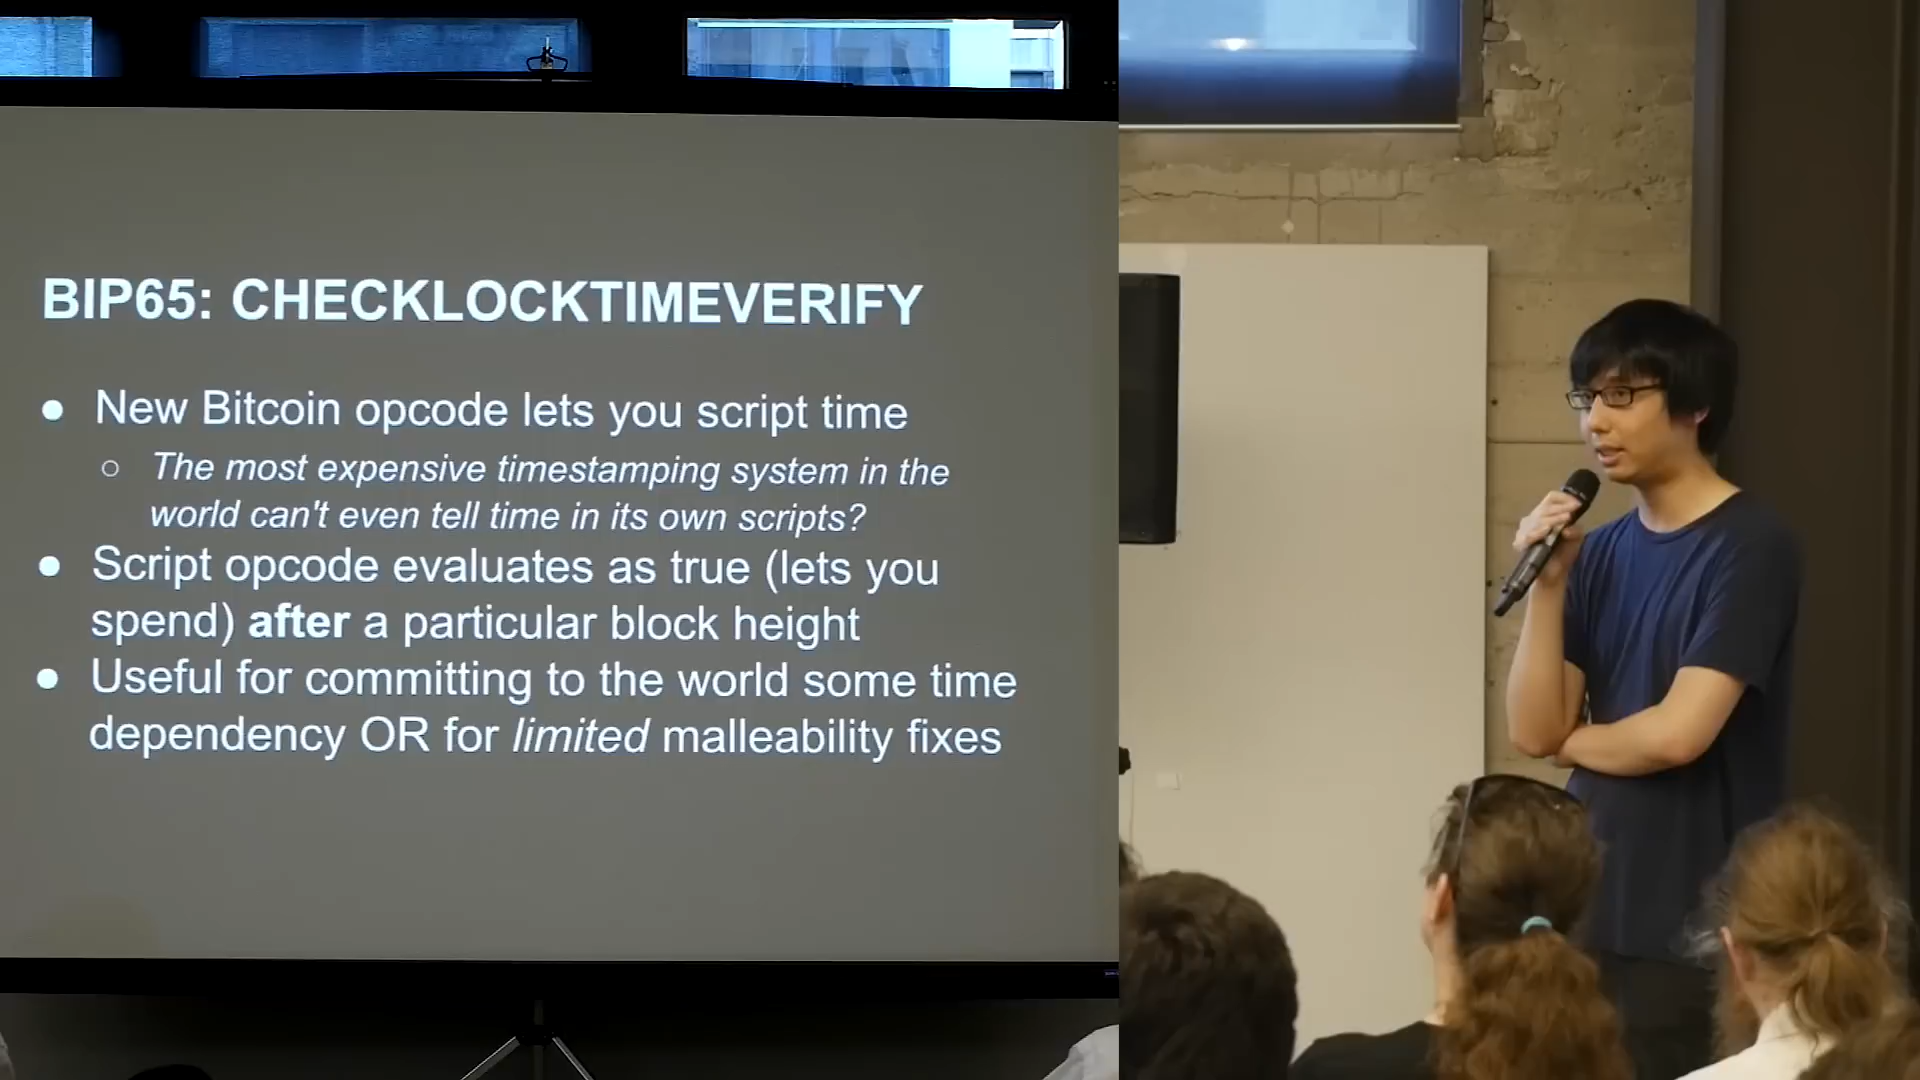 BIP65: CHECKLOCKTIMEVERIFY
● New Bitcoin opcode lets you script time
○ The most expensive timestamping system in the
world can't even tell time in its own scripts?
● Script opcode evaluates as true (lets you
spend) after a particular block height
● Useful for committing to the world some time
dependency OR for limited malleability fixes